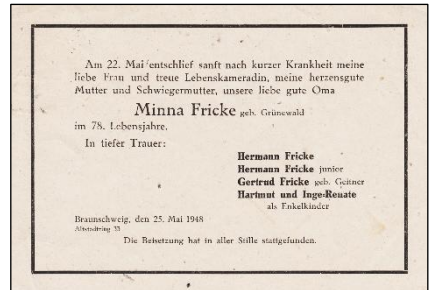 Am 22. Mai entschlief sanft nach kurzer Krankheit meine
liebe Frau und treue Lebenskameradin, meine herzensgute
Mutter und Schwiegermutter, unsere liebe gute Oma
Minna Fricke geb. Grünewald
im 78. Lebensjahre.
In tiefer Trauer:
Hermann Fricke
Hermann Fricke junior
Gertrud Fricke geb. Geitner
Hartmut und Inge-Renate
als Enkelkinder
Braunschweig, den 25. Mai 1948
Die Beisetzung hat in aller Stille stattgefunden.